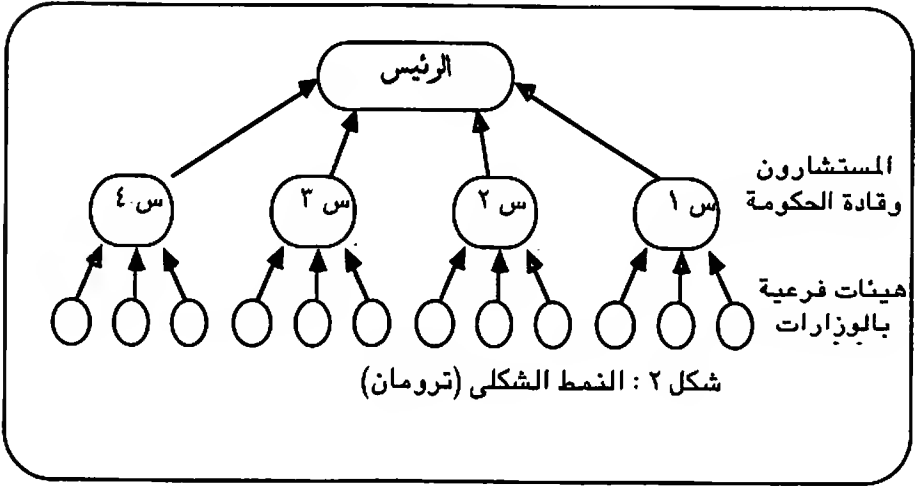 الرئيس
المستشارون
وقادة الحكومة
س ١
س ٢
س ٣
س ٤
هيئات فرعية
بالوزارات
شكل ٢ : النمط الشكلى (ترومان)